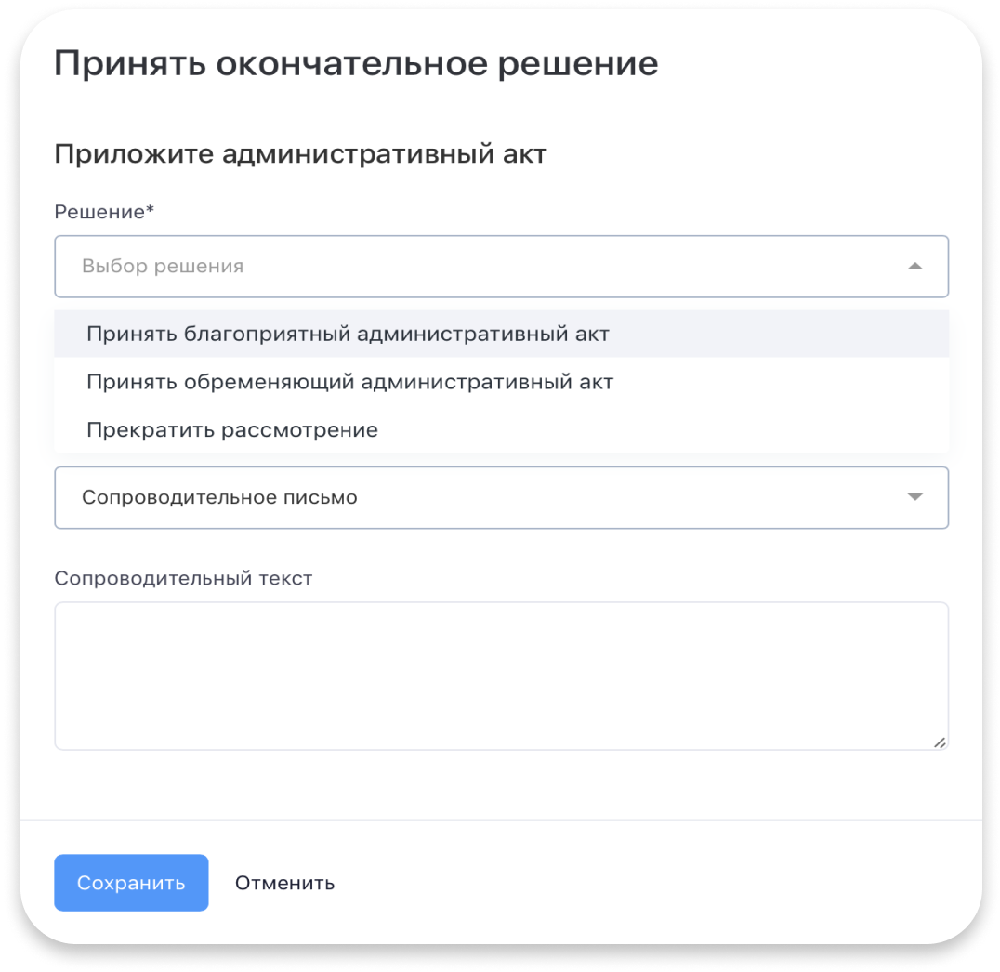 Принять окончательное решение
Приложите административный акт
Решение*
Выбор решения
Принять благоприятный административный акт
Принять обременяющий административный акт
Прекратить рассмотрение
Сопроводительное письмо
Сопроводительный текст
Сохранить
Отменить